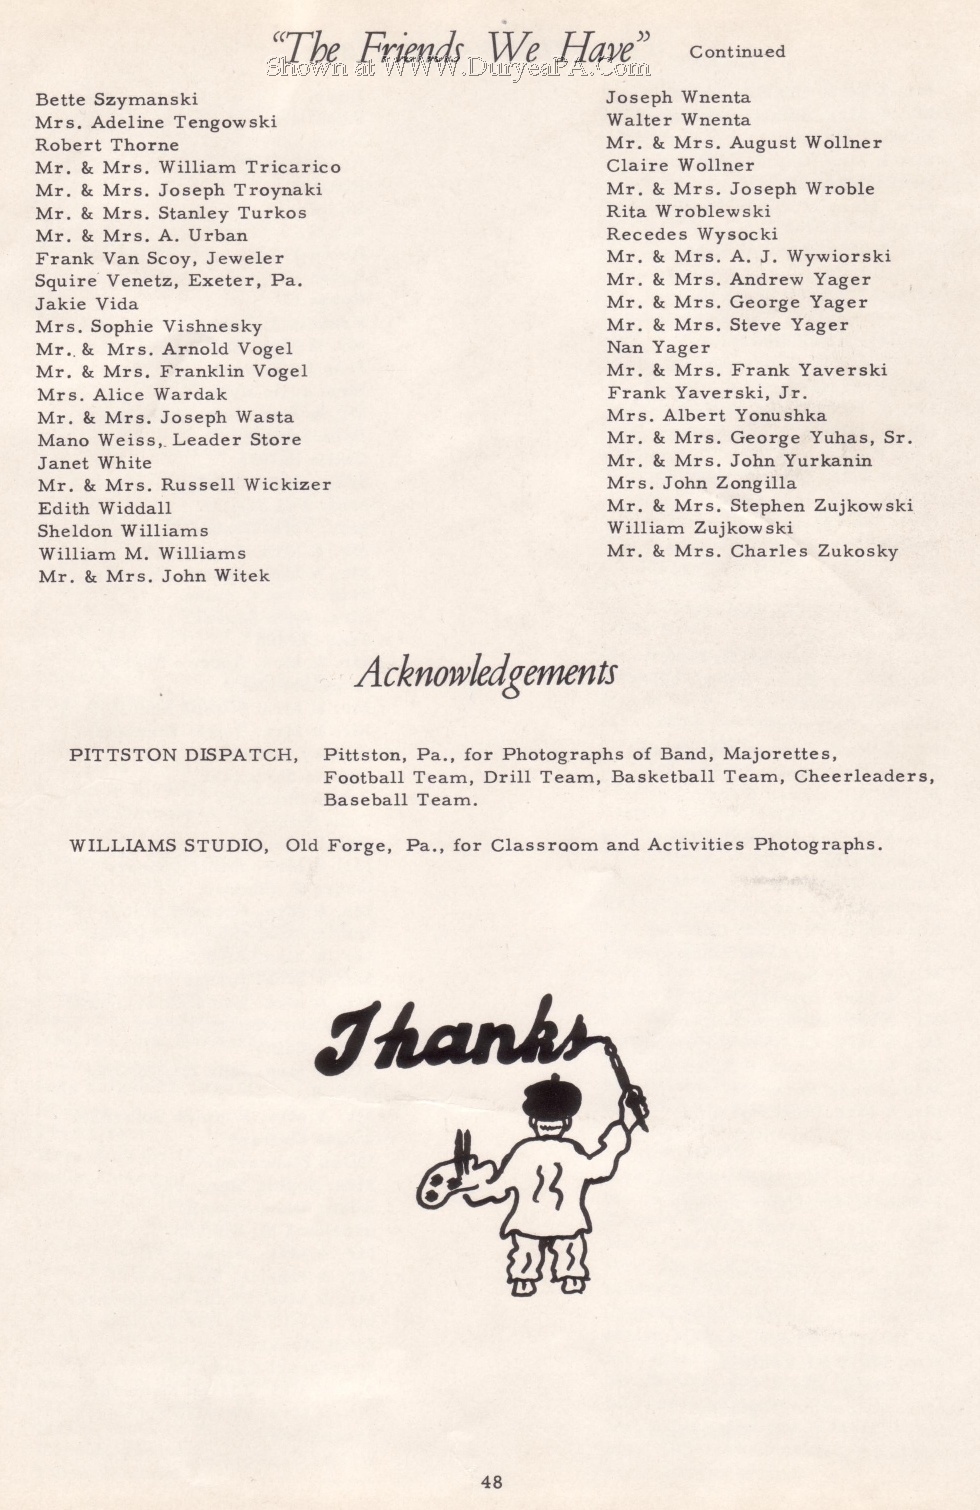 "The Friends We Have" Continued
Shown at WWW.DuryeaPA.Com
Bette Szymanski
Mrs. Adeline Tengowski
Robert Thorne
Mr. & Mrs. William Tricarico
Mr. & Mrs. Joseph Troynaki
Mr. & Mrs. Stanley Turkos
Mr. & Mrs. A. Urban
Frank Van Scoy, Jeweler
Squire Venetz, Exeter, Pa.
Jakie Vida
Mrs. Sophie Vishnesky
Mr. & Mrs. Arnold Vogel
Mr. & Mrs. Franklin Vogel
Mrs. Alice Wardak
Mr. & Mrs. Joseph Wasta
Mano Weiss, Leader Store
Janet White
Mr. & Mrs. Russell Wickizer
Edith Widdall
Sheldon Williams
William M. Williams
Mr. & Mrs. John Witek
Joseph Wnenta
Walter Wnenta
Mr. & Mrs. August Wollner
Claire Wollner
Mr. & Mrs. Joseph Wroble
Rita Wroblewski
Recedes Wysocki
Mr. & Mrs. A. J. Wywiorski
Mr. & Mrs. Andrew Yager
Mr. & Mrs. George Yager
Mr. & Mrs. Steve Yager
Nan Yager
Mr. & Mrs. Frank Yaverski
Frank Yaverski, Jr.
Mrs. Albert Yonushka
Mr. & Mrs. George Yuhas, Sr.
Mr. & Mrs. John Yurkanin
Mrs. John Zongilla
Mr. & Mrs. Stephen Zujkowski
William Zujkowski
Mr. & Mrs. Charles Zukosky
Acknowledgements
PITTSTON DISPATCH, Pittston, Pa., for Photographs of Band, Majorettes,
Football Team, Drill Team, Basketball Team, Cheerleaders,
Baseball Team.
WILLIAMS STUDIO, Old Forge, Pa., for Classroom and Activities Photographs.
Thanks
48